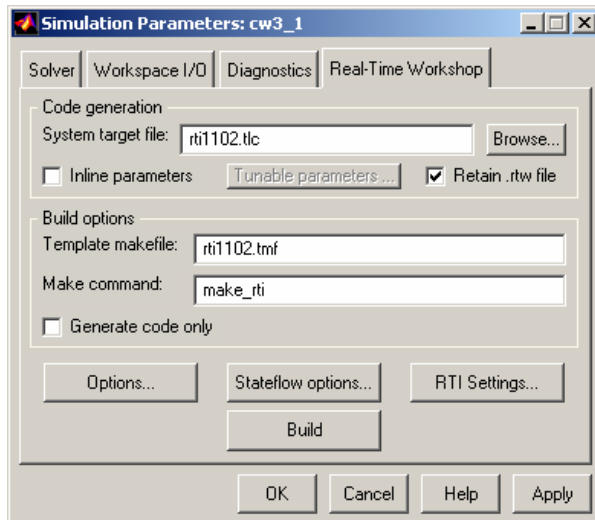 Simulation Parameters: cw3_1
Solver Workspace I/O Diagnostics Real-Time Workshop
Code generation
System target file: rti1102.tlc Browse...
Inline parameters Tunable parameters ... Retain .rtw file
Build options
Template makefile: rti1102.tmf
Make command: make_rti
Generate code only
Options... Stateflow options... RTI Settings...
Build
OK Cancel Help Apply